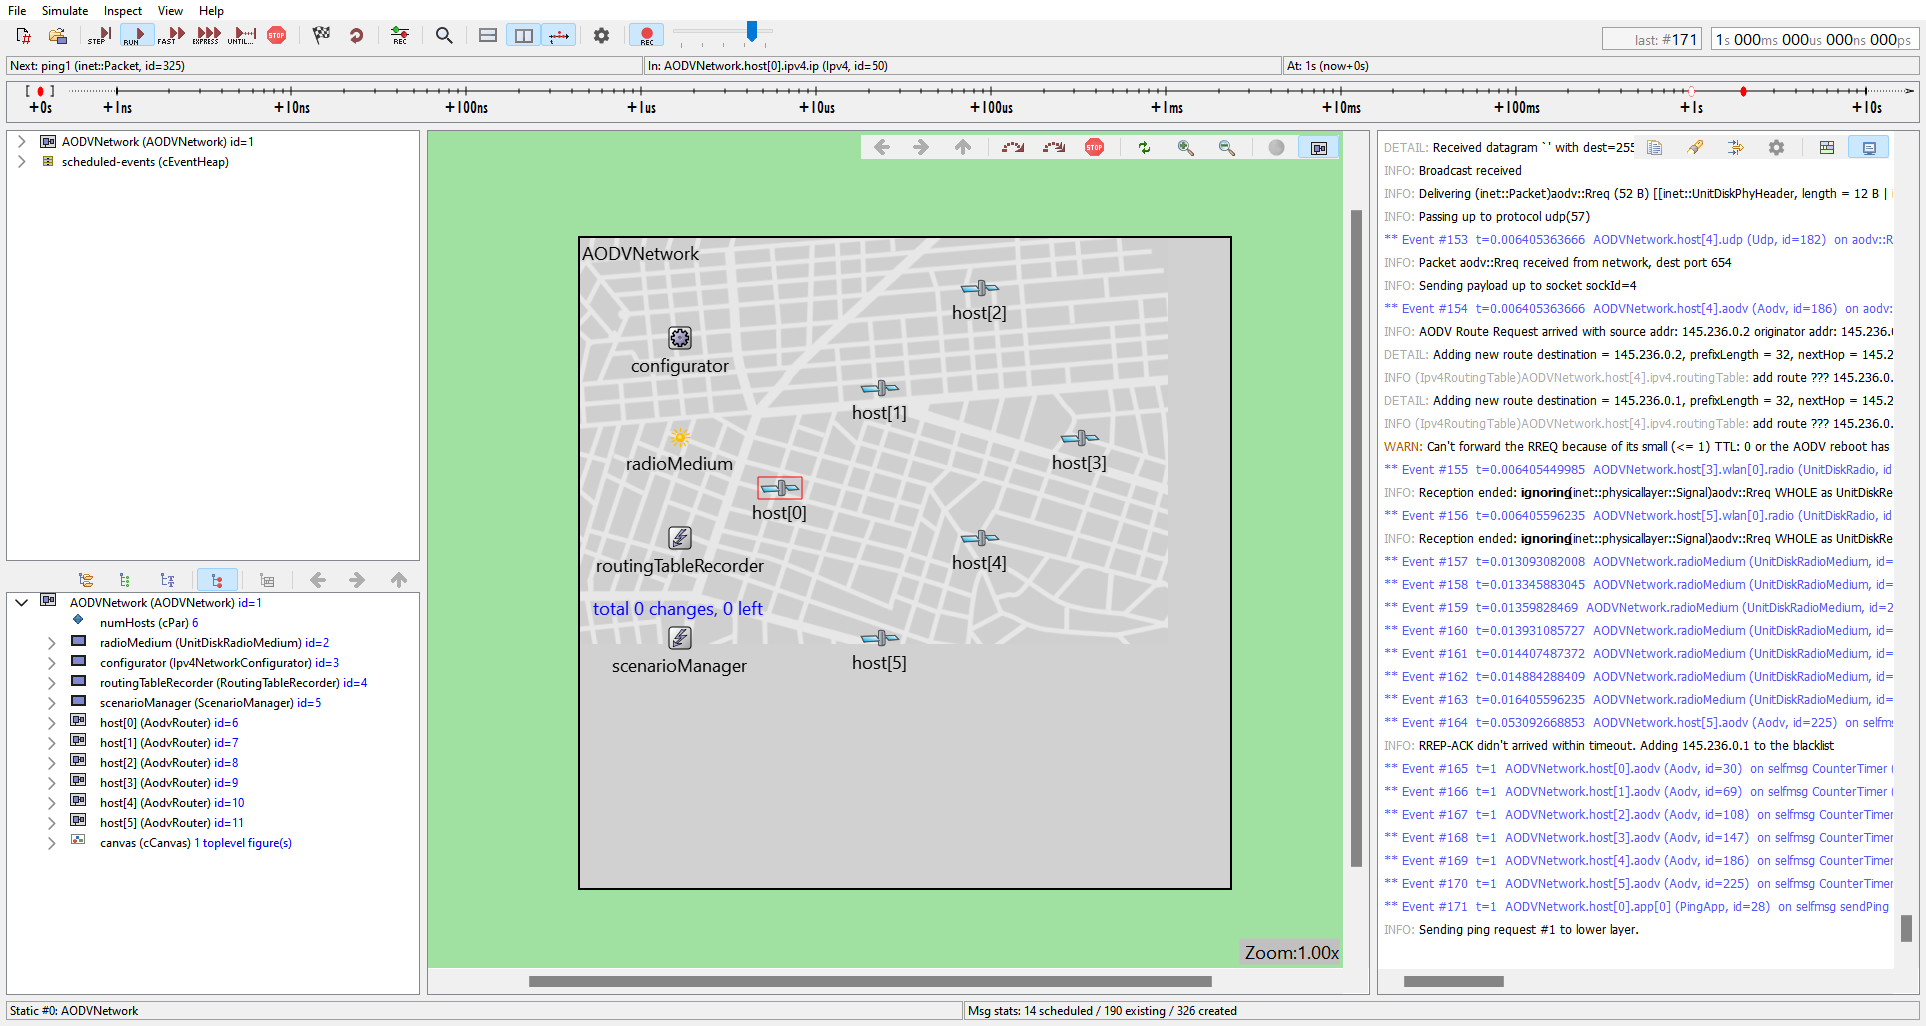 File Simulate Inspect View Help
STEP RUN FAST EXPRESS UNTIL... STOP REC REC
last: #171 1s 000ms 000us 000ns 000ps
Next: ping1 (inet::Packet, id=325) In: AODVNetwork.host[0].ipv4.ip (Ipv4, id=50) At: 1s (now+0s)
+0s +1ns +10ns +100ns +1us +10us +100us +1ms +10ms +100ms +1s +10s
AODVNetwork (AODVNetwork) id=1
scheduled-events (cEventHeap)
AODVNetwork (AODVNetwork) id=1
numHosts (cPar) 6
radioMedium (UnitDiskRadioMedium) id=2
configurator (Ipv4NetworkConfigurator) id=3
routingTableRecorder (RoutingTableRecorder) id=4
scenarioManager (ScenarioManager) id=5
host[0] (AodvRouter) id=6
host[1] (AodvRouter) id=7
host[2] (AodvRouter) id=8
host[3] (AodvRouter) id=9
host[4] (AodvRouter) id=10
host[5] (AodvRouter) id=11
canvas (cCanvas) 1 toplevel figure(s)
STOP
AODVNetwork
host[2]
configurator
host[1]
radioMedium
host[3]
host[0]
routingTableRecorder
host[4]
total 0 changes, 0 left
scenarioManager
host[5]
Zoom:1.00x
DETAIL: Received datagram `' with dest=255
INFO: Broadcast received
INFO: Delivering (inet::Packet)aodv::Rreq (52 B) [[inet::UnitDiskPhyHeader, length = 12 B |
INFO: Passing up to protocol udp(57)
** Event #153 t=0.006405363666 AODVNetwork.host[4].udp (Udp, id=182) on aodv::R
INFO: Packet aodv::Rreq received from network, dest port 654
INFO: Sending payload up to socket sockId=4
** Event #154 t=0.006405363666 AODVNetwork.host[4].aodv (Aodv, id=186) on aodv:
INFO: AODV Route Request arrived with source addr: 145.236.0.2 originator addr: 145.236.
DETAIL: Adding new route destination = 145.236.0.2, prefixLength = 32, nextHop = 145.2
INFO (Ipv4RoutingTable)AODVNetwork.host[4].ipv4.routingTable: add route ??? 145.236.0.
DETAIL: Adding new route destination = 145.236.0.1, prefixLength = 32, nextHop = 145.2
INFO (Ipv4RoutingTable)AODVNetwork.host[4].ipv4.routingTable: add route ??? 145.236.0.
WARN: Can't forward the RREQ because of its small (<= 1) TTL: 0 or the AODV reboot has
** Event #155 t=0.006405449985 AODVNetwork.host[3].wlan[0].radio (UnitDiskRadio, id
INFO: Reception ended: ignoring(inet::physicallayer::Signal)aodv::Rreq WHOLE as UnitDiskRe
** Event #156 t=0.006405596235 AODVNetwork.host[5].wlan[0].radio (UnitDiskRadio, id
INFO: Reception ended: ignoring(inet::physicallayer::Signal)aodv::Rreq WHOLE as UnitDiskRe
** Event #157 t=0.013093082008 AODVNetwork.radioMedium (UnitDiskRadioMedium, id=
** Event #158 t=0.013345883045 AODVNetwork.radioMedium (UnitDiskRadioMedium, id=
** Event #159 t=0.01359828469 AODVNetwork.radioMedium (UnitDiskRadioMedium, id=2
** Event #160 t=0.013931085727 AODVNetwork.radioMedium (UnitDiskRadioMedium, id=
** Event #161 t=0.014407487372 AODVNetwork.radioMedium (UnitDiskRadioMedium, id=
** Event #162 t=0.014884288409 AODVNetwork.radioMedium (UnitDiskRadioMedium, id=
** Event #163 t=0.016405596235 AODVNetwork.radioMedium (UnitDiskRadioMedium, id=
** Event #164 t=0.053092668853 AODVNetwork.host[5].aodv (Aodv, id=225) on selfms
INFO: RREP-ACK didn't arrived within timeout. Adding 145.236.0.1 to the blacklist
** Event #165 t=1 AODVNetwork.host[0].aodv (Aodv, id=30) on selfmsg CounterTimer (
** Event #166 t=1 AODVNetwork.host[1].aodv (Aodv, id=69) on selfmsg CounterTimer (
** Event #167 t=1 AODVNetwork.host[2].aodv (Aodv, id=108) on selfmsg CounterTimer
** Event #168 t=1 AODVNetwork.host[3].aodv (Aodv, id=147) on selfmsg CounterTimer
** Event #169 t=1 AODVNetwork.host[4].aodv (Aodv, id=186) on selfmsg CounterTimer
** Event #170 t=1 AODVNetwork.host[5].aodv (Aodv, id=225) on selfmsg CounterTimer
** Event #171 t=1 AODVNetwork.host[0].app[0] (PingApp, id=28) on selfmsg sendPing
INFO: Sending ping request #1 to lower layer.
Static #0: AODVNetwork Msg stats: 14 scheduled / 190 existing / 326 created